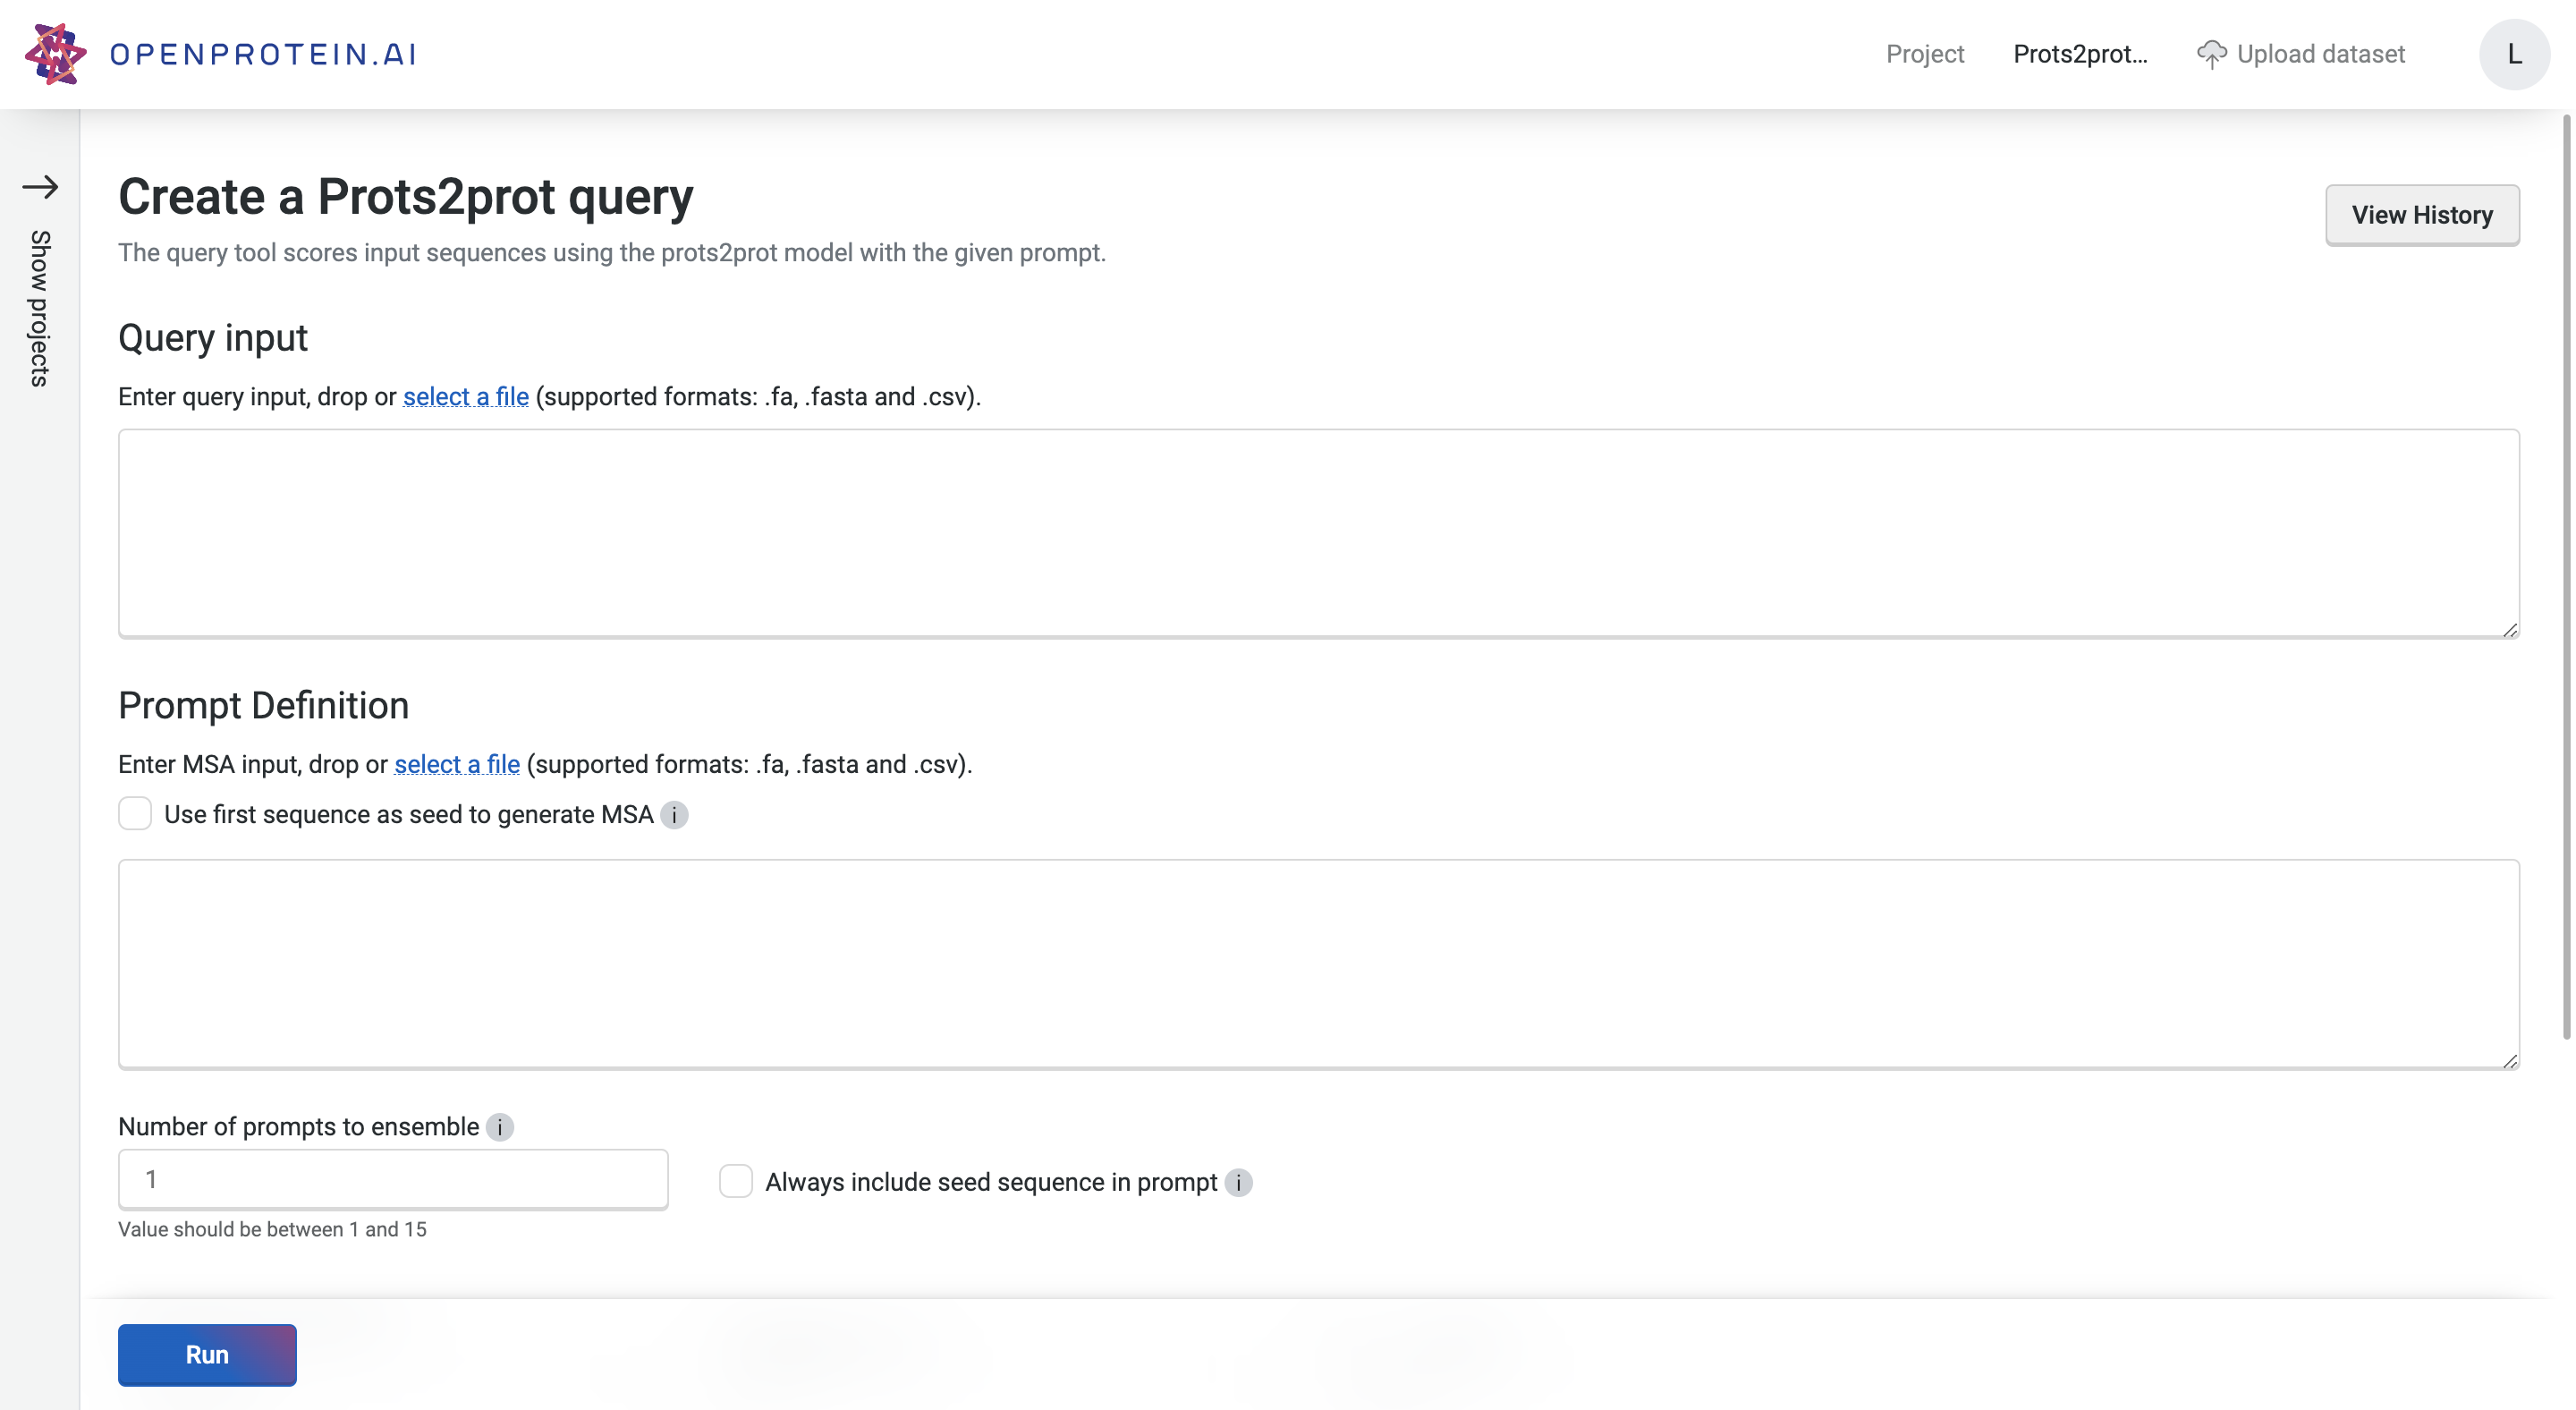 OPENPROTEIN.AI
Project
Prots2prot...
Upload dataset
L
Show projects
Create a Prots2prot query
View History
The query tool scores input sequences using the prots2prot model with the given prompt.
Query input
Enter query input, drop or select a file (supported formats: .fa, .fasta and .csv).
Prompt Definition
Enter MSA input, drop or select a file (supported formats: .fa, .fasta and .csv).
Use first sequence as seed to generate MSA i
Number of prompts to ensemble i
1
Always include seed sequence in prompt i
Value should be between 1 and 15
Run